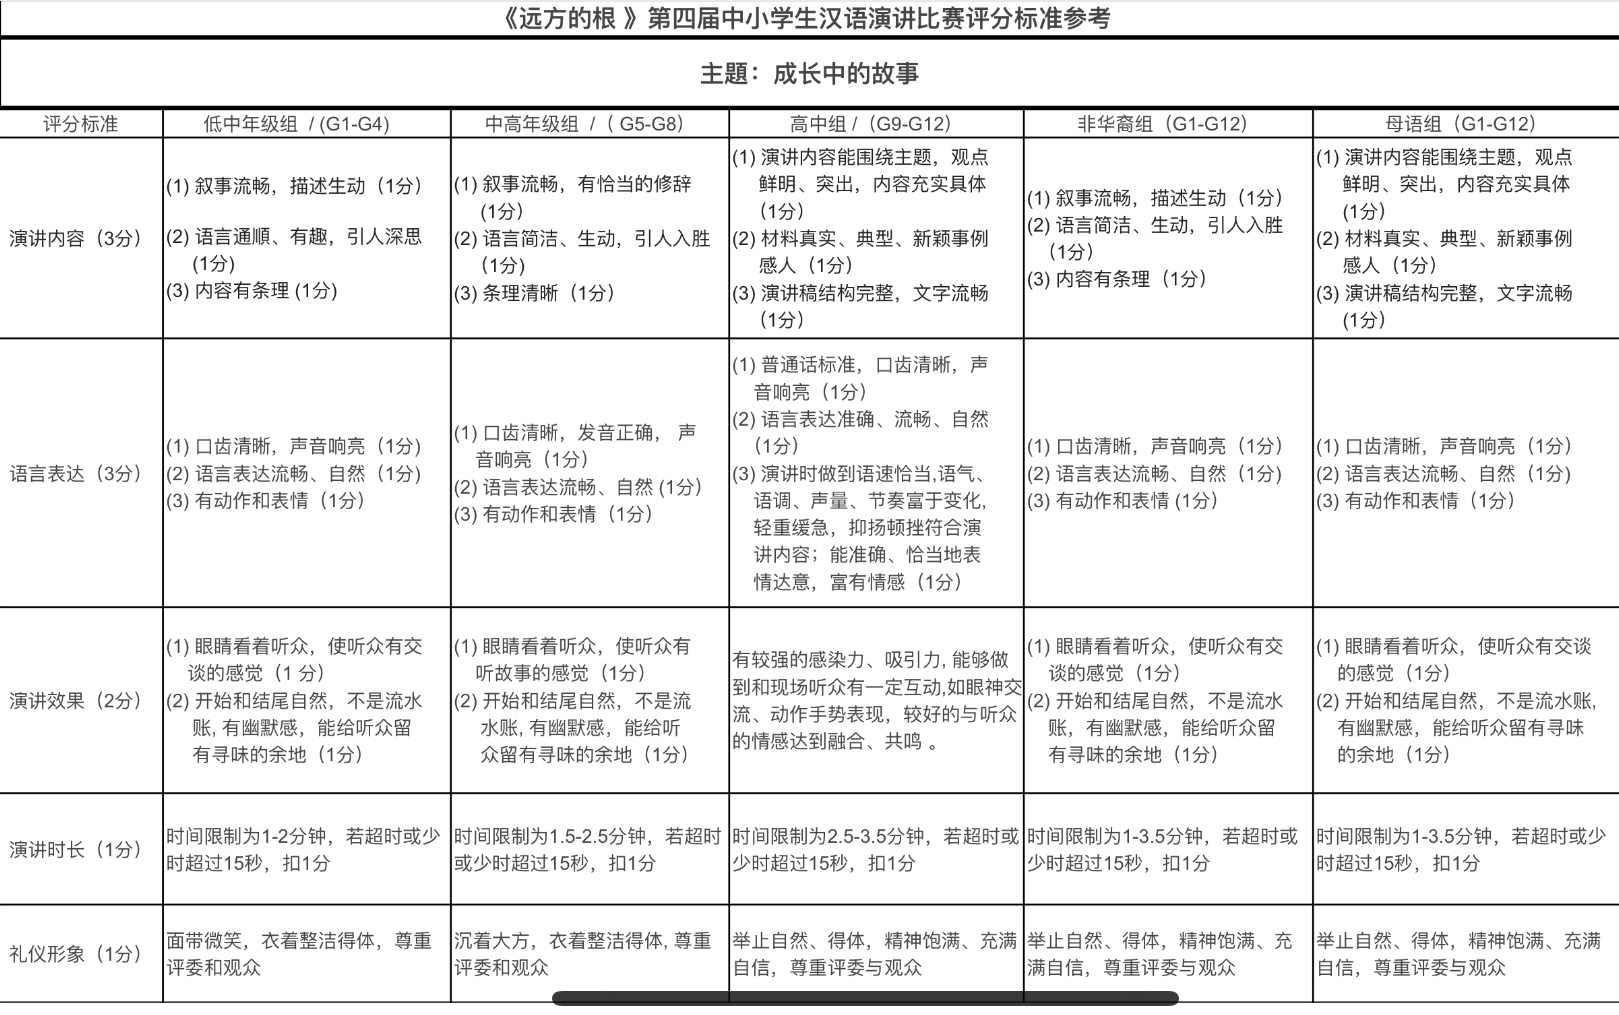 《远方的根 》第四届中小学生汉语演讲比赛评分标准参考
主題：成长中的故事
评分标准
低中年级组 / (G1-G4)
中高年级组 /（ G5-G8）
高中组 /（G9-G12）
非华裔组（G1-G12）
母语组（G1-G12）
演讲内容（3分）
(1) 叙事流畅，描述生动（1分）
(2) 语言通順、有趣，引人深思
(1分)
(3) 内容有条理 (1分)
(1) 叙事流畅，有恰当的修辞
(1分）
(2) 语言简洁、生动，引人入胜
（1分)
(3) 条理清晰（1分）
(1) 演讲内容能围绕主题，观点
鲜明、突出，内容充实具体
（1分）
(2) 材料真实、典型、新颖事例
感人（1分）
(3) 演讲稿结构完整，文字流畅
（1分）
(1) 叙事流畅，描述生动（1分）
(2) 语言简洁、生动，引人入胜
（1分）
(3) 内容有条理（1分）
(1) 演讲内容能围绕主题，观点
鲜明、突出，内容充实具体
（1分）
(2) 材料真实、典型、新颖事例
感人（1分）
(3) 演讲稿结构完整，文字流畅
（1分）
语言表达（3分）
(1) 口齿清晰，声音响亮（1分)
(2) 语言表达流畅、自然（1分)
(3) 有动作和表情（1分）
(1) 口齿清晰，发音正确， 声
音响亮（1分）
(2) 语言表达流畅、自然 (1分）
(3) 有动作和表情（1分）
(1) 普通话标准，口齿清晰，声
音响亮（1分）
(2) 语言表达准确、流畅、自然
（1分）
(3) 演讲时做到语速恰当,语气、
语调、声量、节奏富于变化,
轻重缓急，抑扬顿挫符合演
讲内容；能准确、恰当地表
情达意，富有情感（1分）
(1) 口齿清晰，声音响亮（1分）
(2) 语言表达流畅、自然（1分)
(3) 有动作和表情 (1分）
(1) 口齿清晰，声音响亮（1分）
(2) 语言表达流畅、自然（1分)
(3) 有动作和表情（1分）
演讲效果（2分）
(1) 眼睛看着听众，使听众有交
谈的感觉（1 分）
(2) 开始和结尾自然，不是流水
账, 有幽默感，能给听众留
有寻味的余地（1分）
(1) 眼睛看着听众，使听众有
听故事的感觉（1分）
(2) 开始和结尾自然，不是流
水账, 有幽默感，能给听
众留有寻味的余地（1分）
有较强的感染力、吸引力, 能够做
到和现场听众有一定互动,如眼神交
流、动作手势表现，较好的与听众
的情感达到融合、共鸣 。
(1) 眼睛看着听众，使听众有交
谈的感觉（1分）
(2) 开始和结尾自然，不是流水
账，有幽默感，能给听众留
有寻味的余地（1分）
(1) 眼睛看着听众，使听众有交谈
的感觉（1分）
(2) 开始和结尾自然，不是流水账,
有幽默感，能给听众留有寻味
的余地（1分）
演讲时长（1分）
时间限制为1-2分钟，若超时或少
时超过15秒，扣1分
时间限制为1.5-2.5分钟，若超时
或少时超过15秒，扣1分
时间限制为2.5-3.5分钟，若超时或
少时超过15秒，扣1分
时间限制为1-3.5分钟，若超时或
少时超过15秒，扣1分
时间限制为1-3.5分钟，若超时或少
时超过15秒，扣1分
礼仪形象（1分）
面带微笑，衣着整洁得体，尊重
评委和观众
沉着大方，衣着整洁得体, 尊重
评委和观众
举止自然、得体，精神饱满、充满
自信，尊重评委与观众
举止自然、得体，精神饱满、充
满自信，尊重评委与观众
举止自然、得体，精神饱满、充满
自信，尊重评委与观众